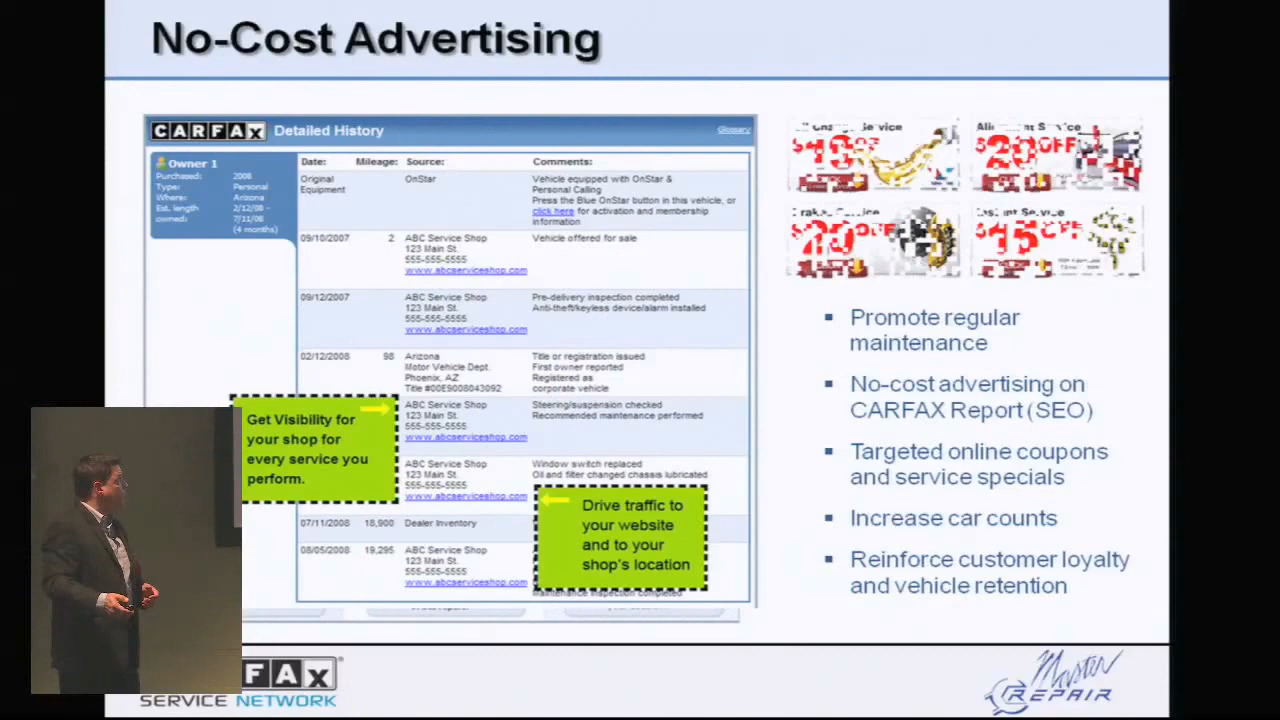 No-Cost Advertising
CARFAX Detailed History
Glossary
Owner 1
Purchased: 2008
Type: Personal
Where: Arizona
Est. length owned: 2/12/08 - 7/11/08 (4 months)
Date: Mileage: Source: Comments:
Original Equipment
OnStar
Vehicle equipped with OnStar &
Personal Calling
Press the Blue OnStar button in this vehicle, or
click here for activation and membership
information
09/10/2007 2 ABC Service Shop Vehicle offered for sale
123 Main St.
555-555-5555
www.abcserviceshop.com
09/12/2007 ABC Service Shop Pre-delivery inspection completed
123 Main St. Anti-theft/keyless device/alarm installed
555-555-5555
www.abcserviceshop.com
02/12/2008 98 Arizona Title or registration issued
Motor Vehicle Dept. First owner reported
Phoenix, AZ Registered as
Title #00E9008043092 corporate vehicle
ABC Service Shop Steering/suspension checked
123 Main St. Recommended maintenance performed
555-555-5555
www.abcserviceshop.com
ABC Service Shop Window switch replaced
123 Main St. Oil and filter changed chassis lubricated
555-555-5555
www.abcserviceshop.com
07/11/2008 18,900 Dealer Inventory
08/05/2008 19,295 ABC Service Shop
123 Main St.
555-555-5555
www.abcserviceshop.com
Maintenance inspection completed
Get Visibility for
your shop for
every service you
perform.
Drive traffic to
your website
and to your
shop's location
Service
$20 OFF
Service
Service
$15 OFF
Promote regular
maintenance
No-cost advertising on
CARFAX Report (SEO)
Targeted online coupons
and service specials
Increase car counts
Reinforce customer loyalty
and vehicle retention
FAX
SERVICE NETWORK
Master
REPAIR